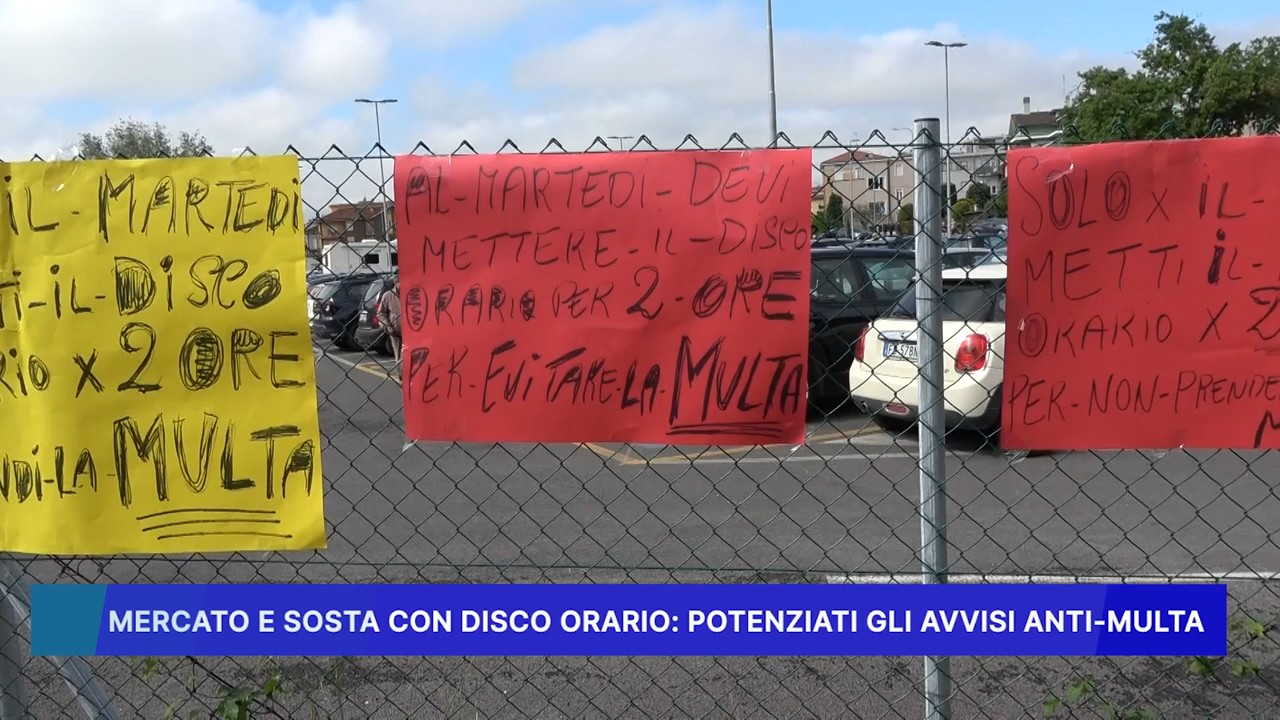 IL-MARTEDI
TI-IL-DISCO
RIO x 2 ORE
NDI-LA-MULTA
AL-MARTEDI-DEVI
METTERE-IL-DISCO
ORARIO PER 2-ORE
PER-EVITARE-LA-MULTA
SOLO x IL-
METTI IL-
ORARIO x 2
PER-NON-PRENDE
M
MERCATO E SOSTA CON DISCO ORARIO: POTENZIATI GLI AVVISI ANTI-MULTA